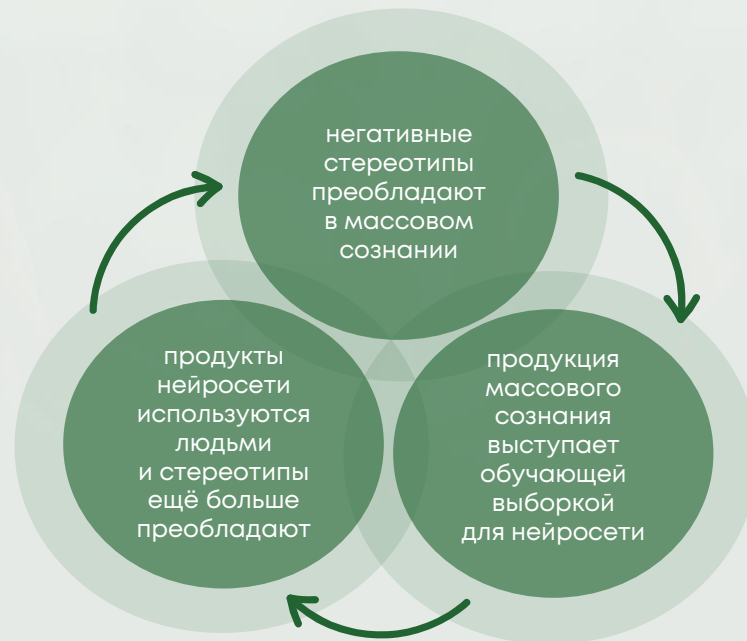 негативные
стереотипы
преобладают
в массовом
сознании
продукция
массового
сознания
выступает
обучающей
выборкой
для нейросети
продукты
нейросети
используются
людьми
и стереотипы
ещё больше
преобладают